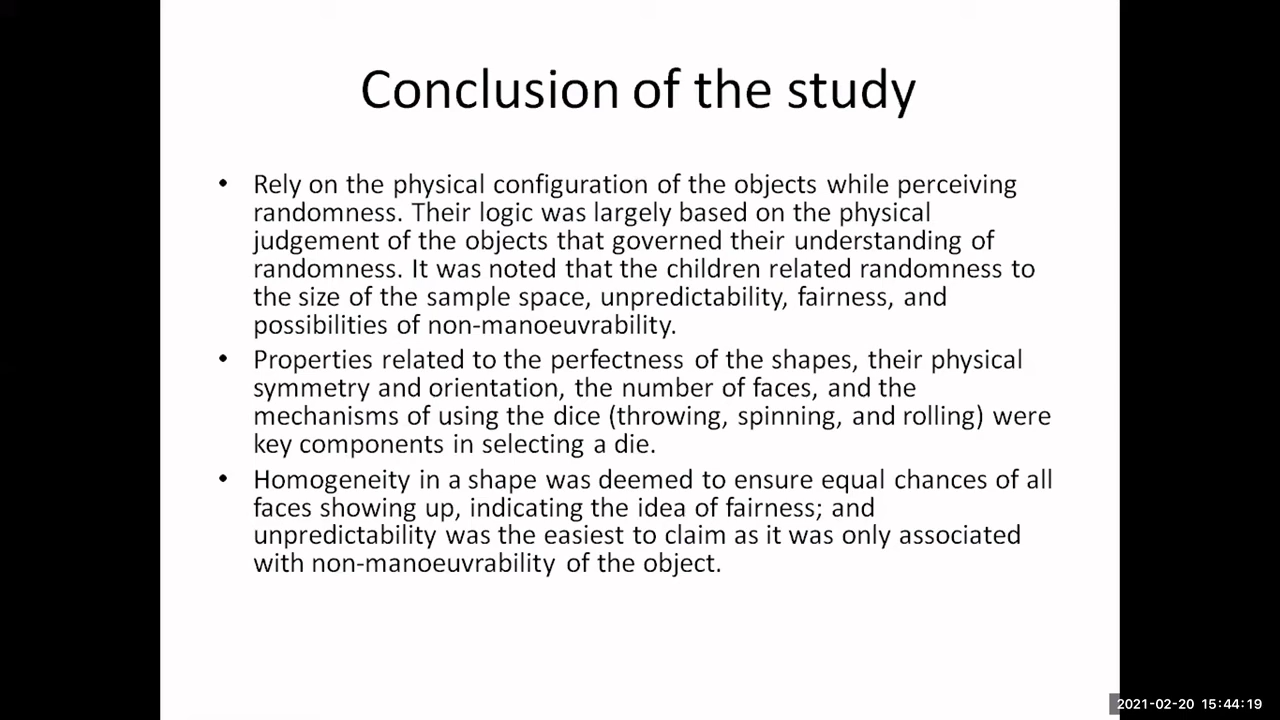 Conclusion of the study
• Rely on the physical configuration of the objects while perceiving
randomness. Their logic was largely based on the physical
judgement of the objects that governed their understanding of
randomness. It was noted that the children related randomness to
the size of the sample space, unpredictability, fairness, and
possibilities of non-manoeuvrability.
• Properties related to the perfectness of the shapes, their physical
symmetry and orientation, the number of faces, and the
mechanisms of using the dice (throwing, spinning, and rolling) were
key components in selecting a die.
• Homogeneity in a shape was deemed to ensure equal chances of all
faces showing up, indicating the idea of fairness; and
unpredictability was the easiest to claim as it was only associated
with non-manoeuvrability of the object.
2021-02-20 15:44:19